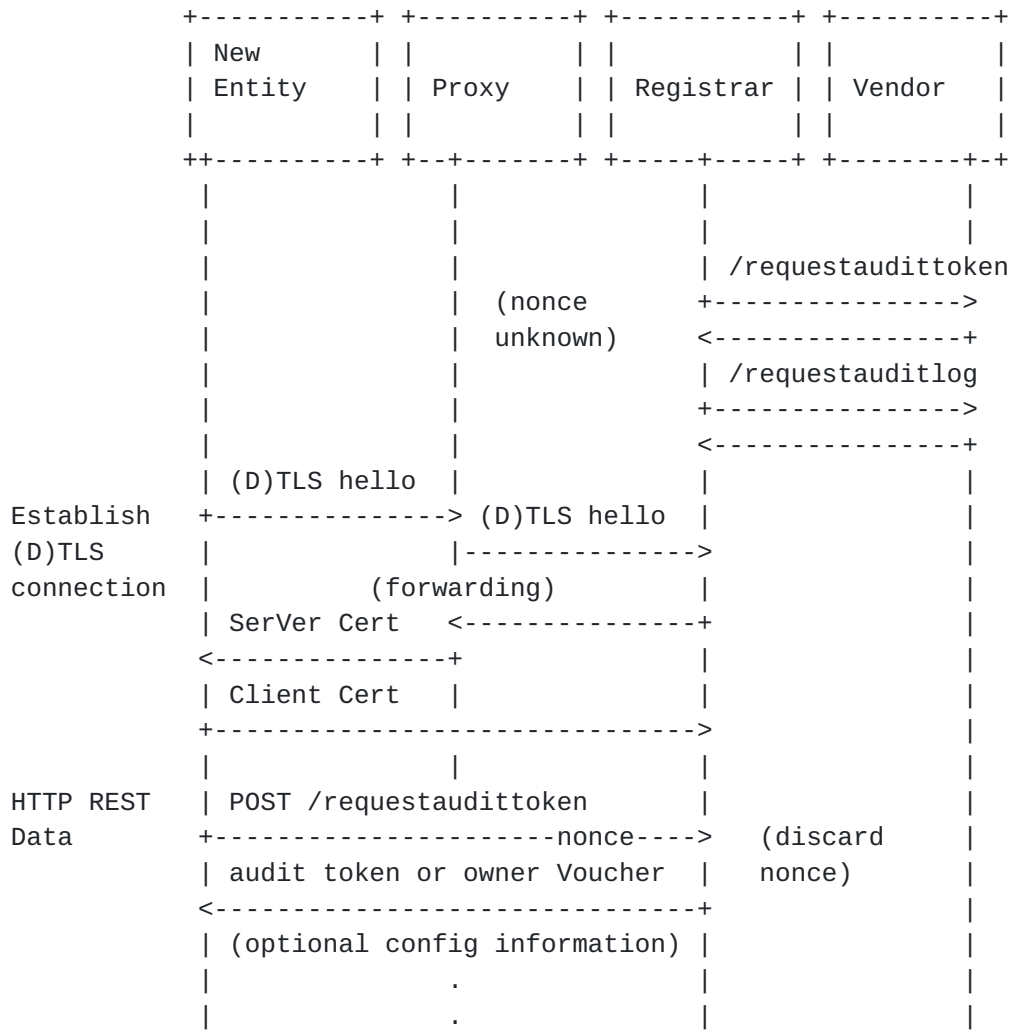 New
Entity Proxy Registrar Vendor
/requestaudittoken
(nonce
unknown)
/requestauditlog
(D)TLS hello
Establish (D)TLS hello
(D)TLS
connection (forwarding)
SerVer Cert
Client Cert
HTTP REST POST /requestaudittoken
Data nonce (discard
audit token or owner Voucher nonce)
(optional config information)
.
.